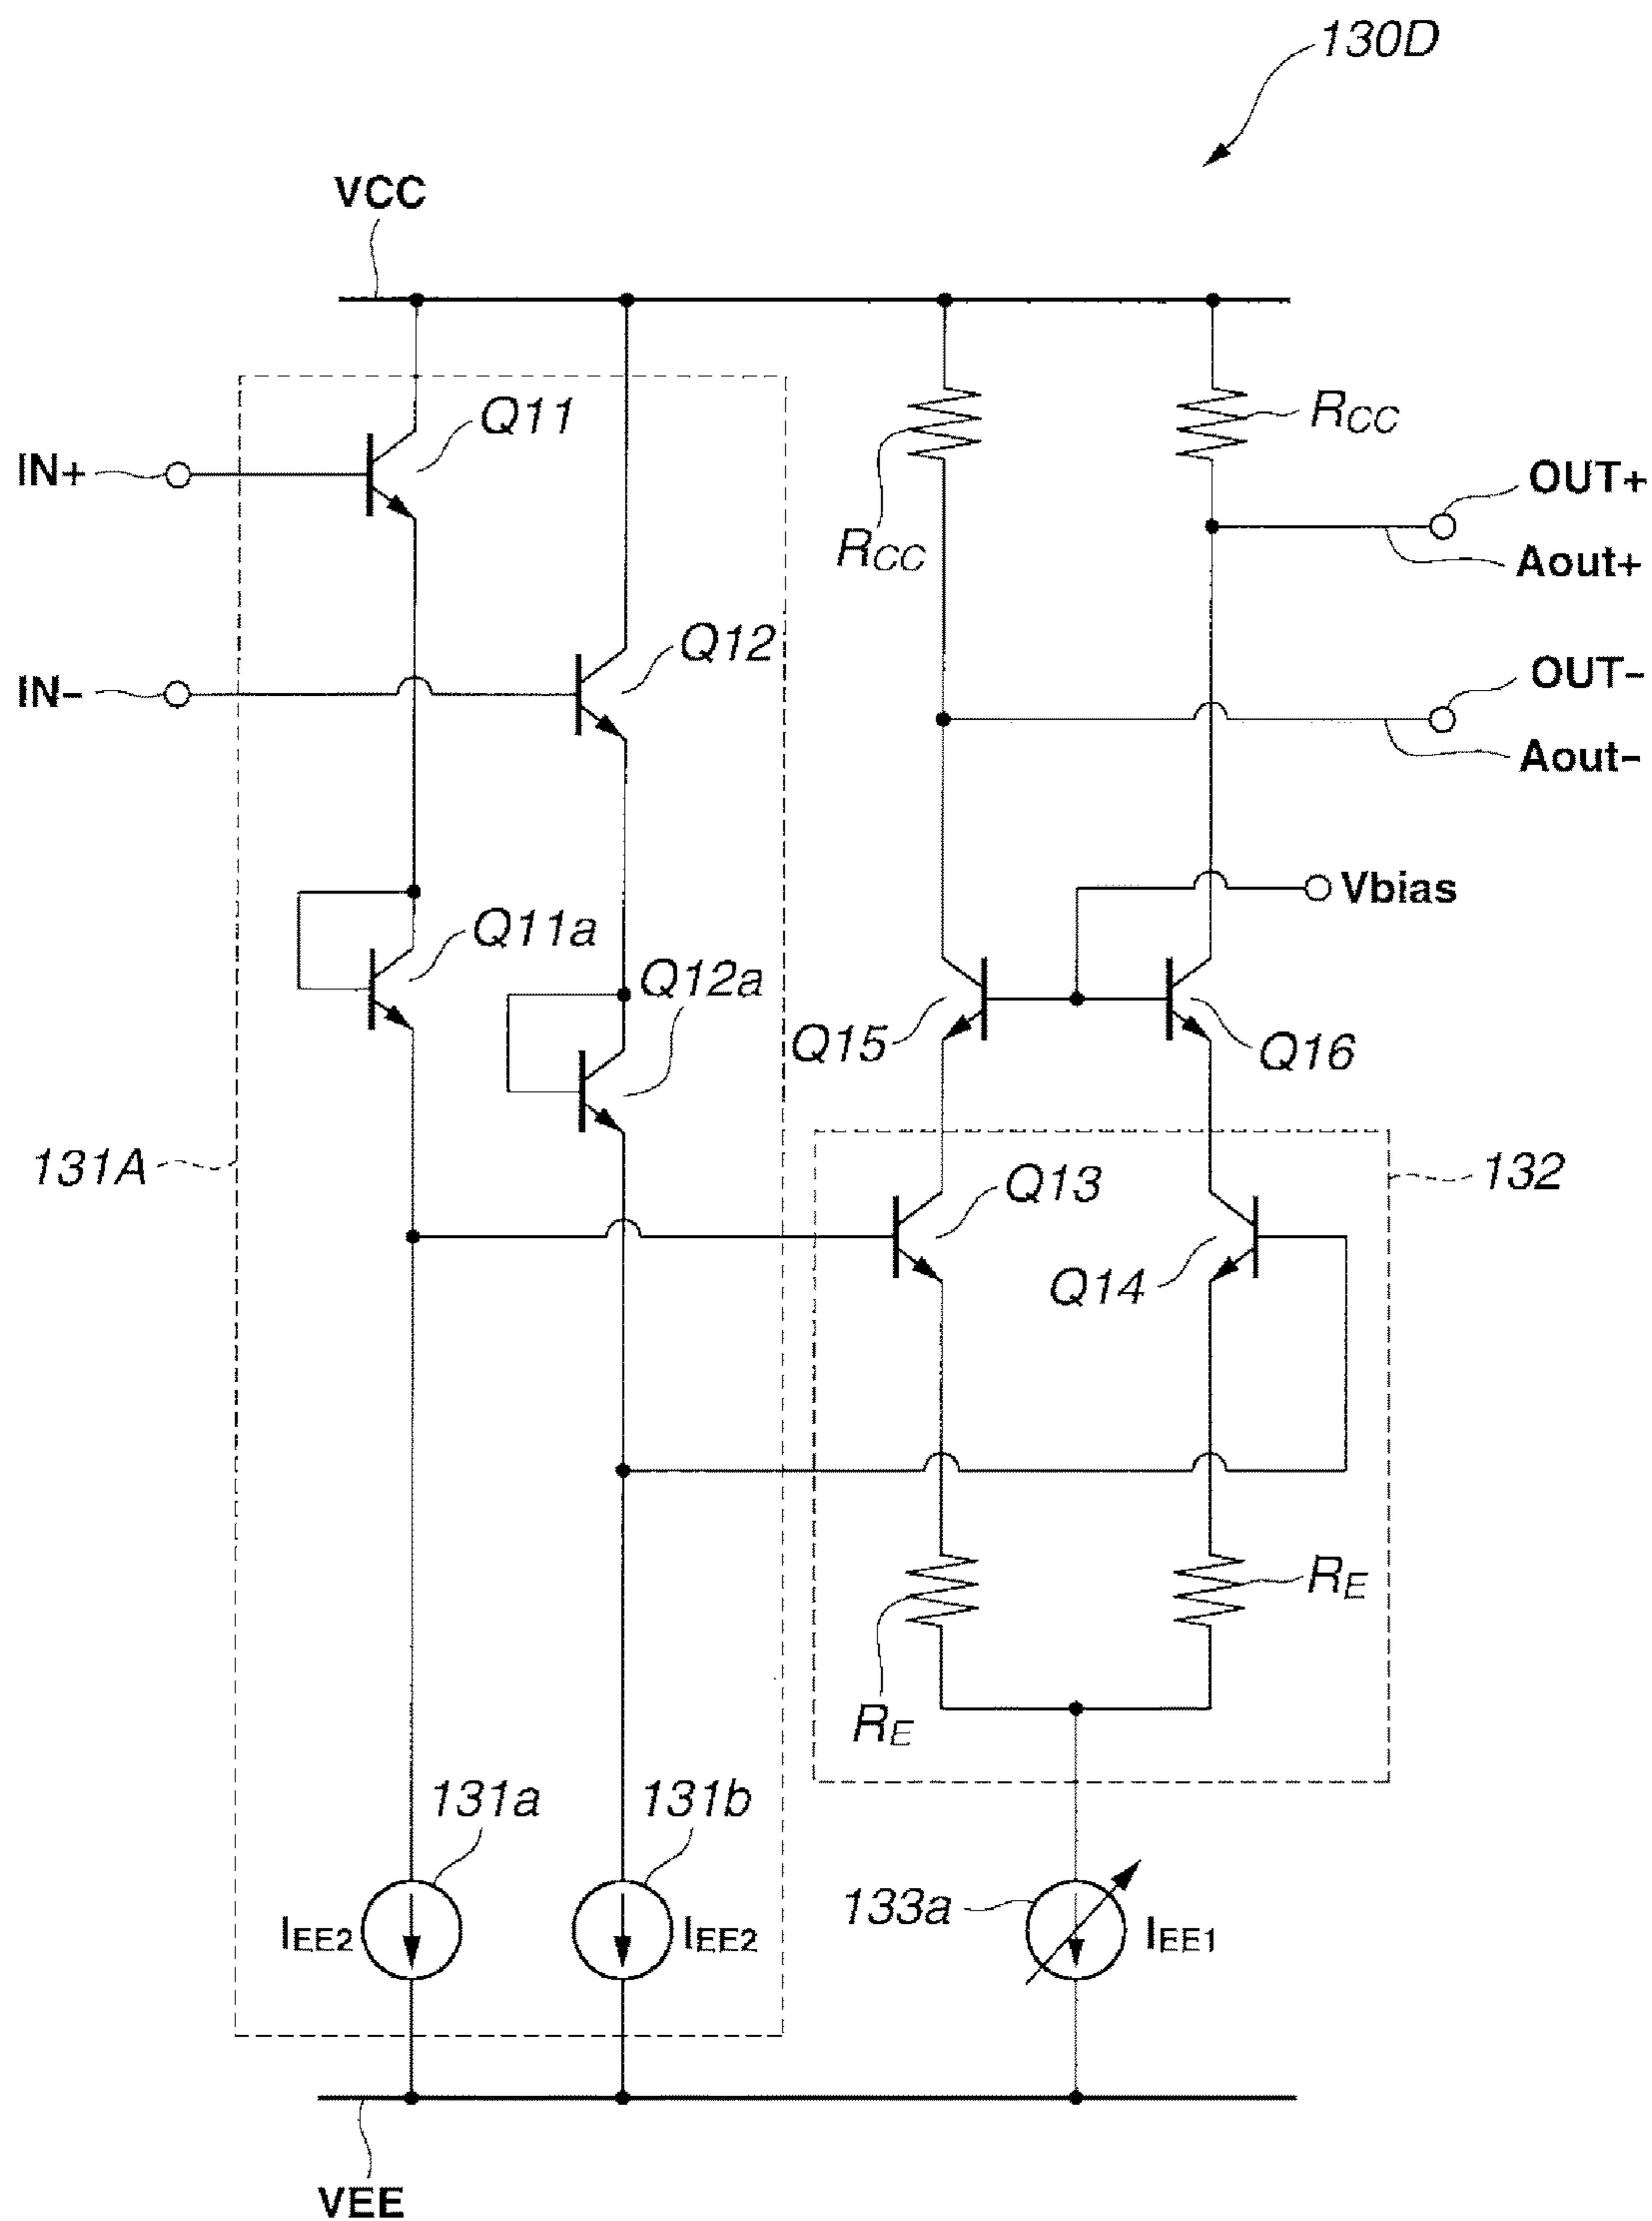 130D
VCC
Q11
RCC
IN+
OUT+
RCC
Aout+
Q12
OUT-
IN-
Aout-
Vbias
Q11a
Q12a
Q15
Q16
131A
Q13
132
Q14
RE
RE
131a
131b
133a
IEE2
IEE2
IEE1
VEE